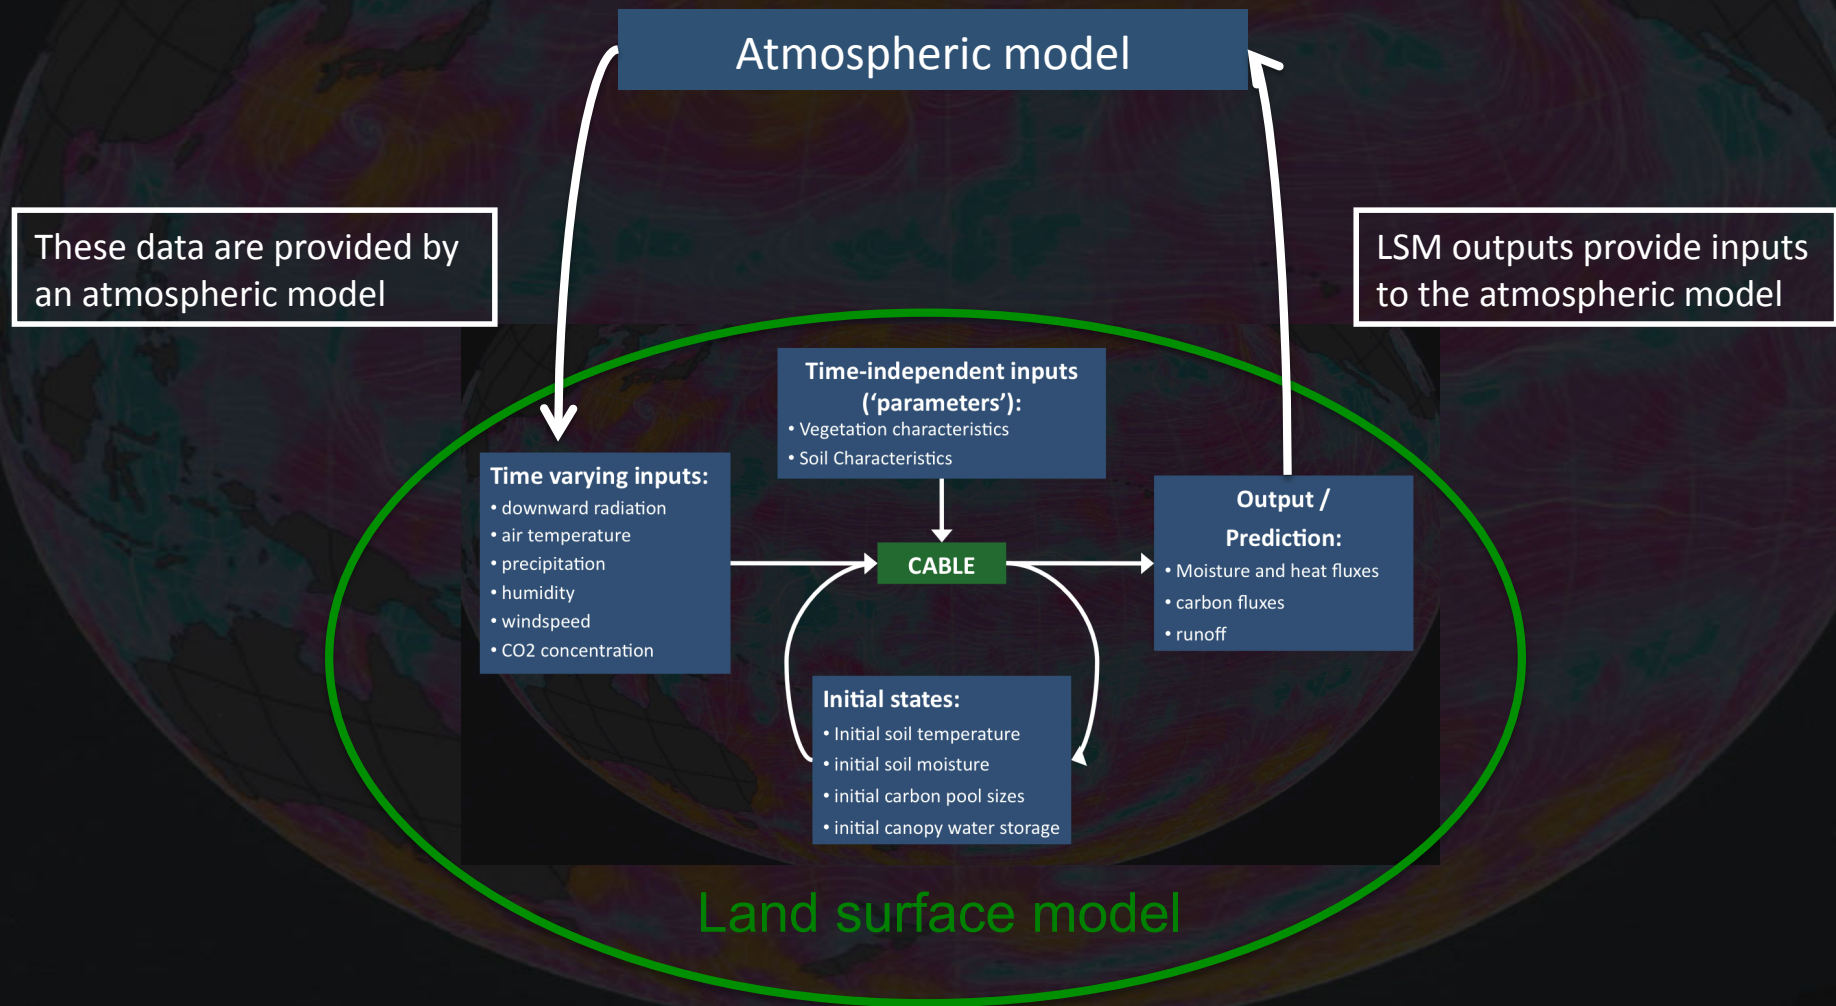 Atmospheric model
These data are provided by
an atmospheric model
LSM outputs provide inputs
to the atmospheric model
Time-independent inputs
(‘parameters’):
• Vegetation characteristics
• Soil Characteristics
Time varying inputs:
• downward radiation
• air temperature
• precipitation
• humidity
• windspeed
• CO2 concentration
CABLE
Output /
Prediction:
• Moisture and heat fluxes
• carbon fluxes
• runoff
Initial states:
• Initial soil temperature
• initial soil moisture
• initial carbon pool sizes
• initial canopy water storage
Land surface model